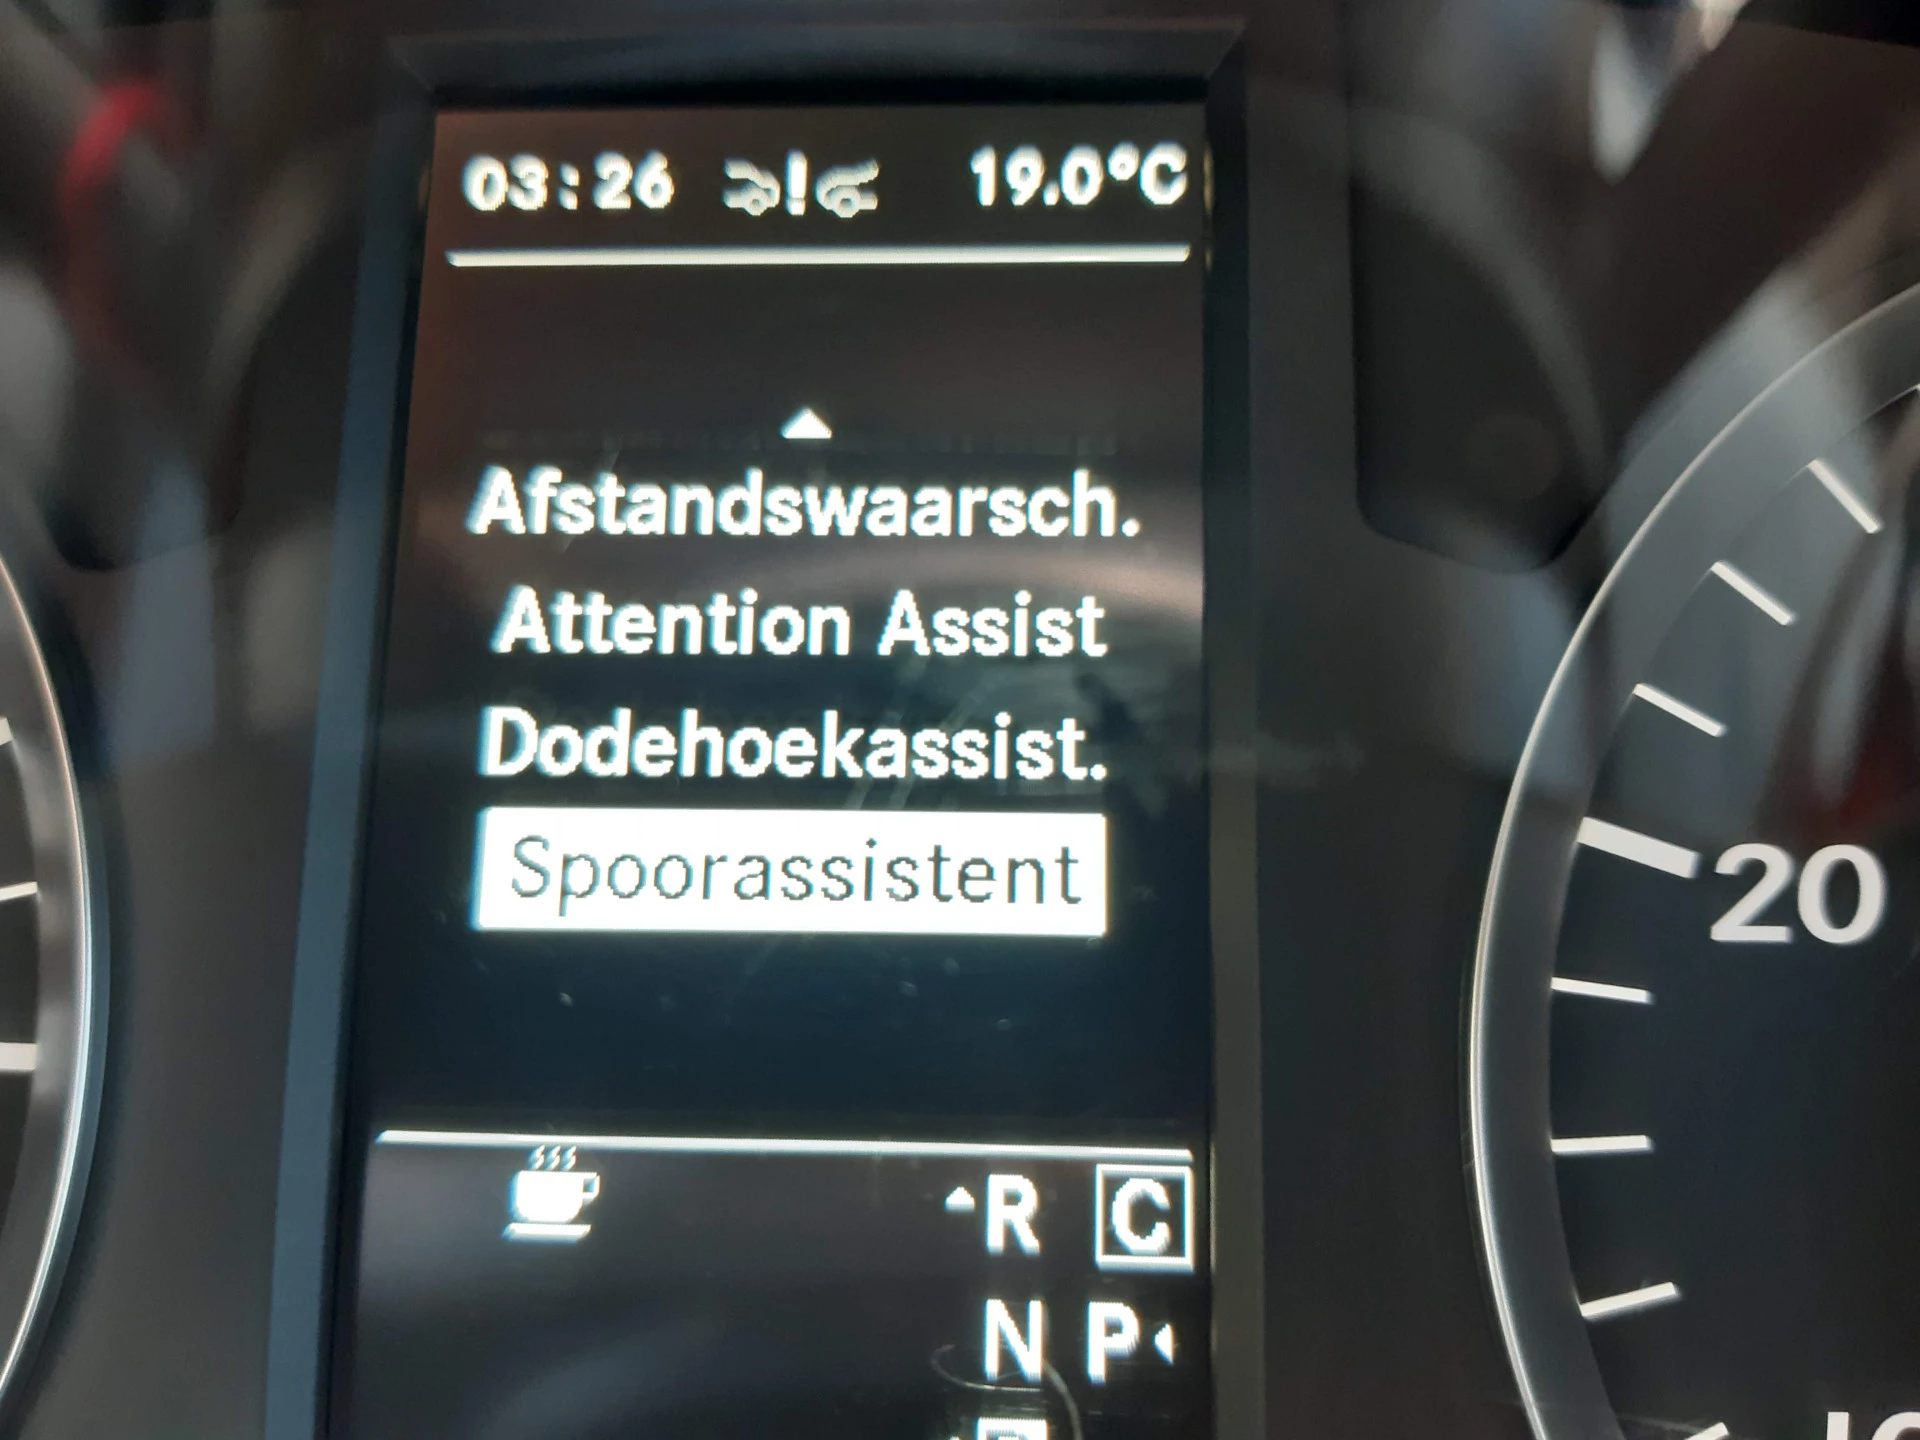 03:26 ! 19.0°C
Afstandswaarsch.
Attention Assist
Dodehoekassist.
Spoorassistent
20
R C
N P